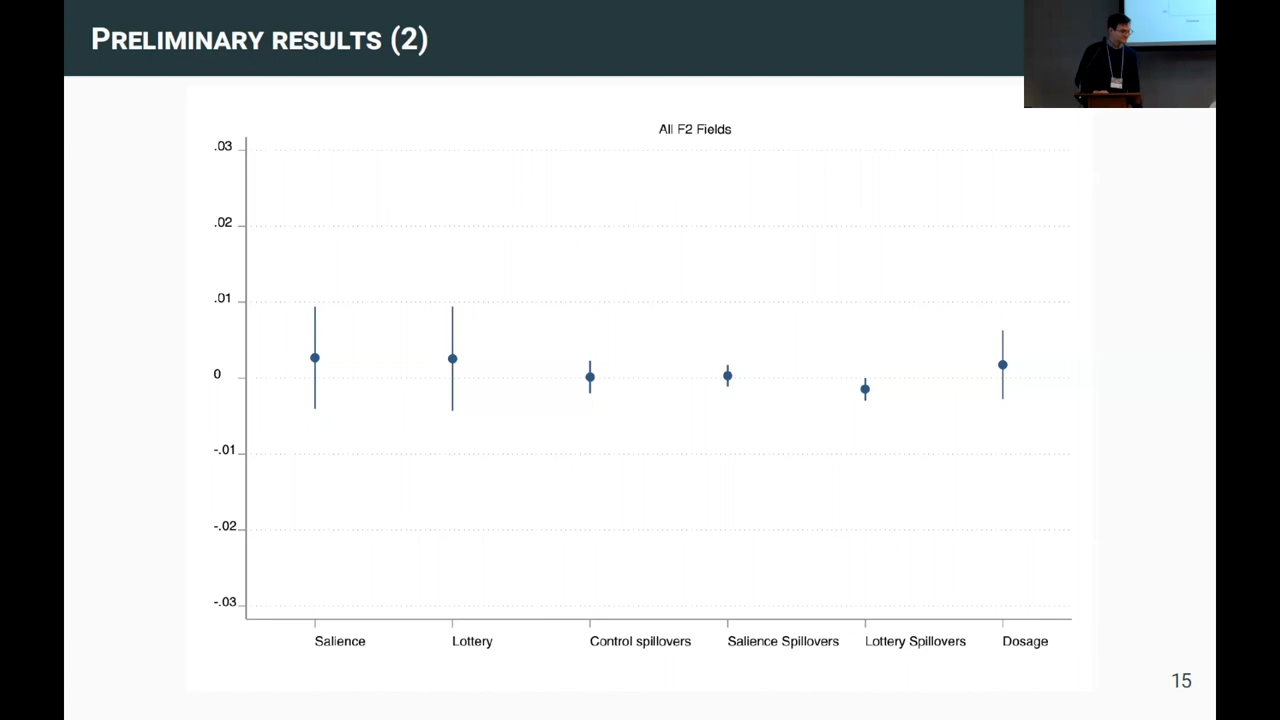 PRELIMINARY RESULTS (2)
All F2 Fields
.03
.02
.01
0
-.01
-.02
-.03
Salience Lottery Control spillovers Salience Spillovers Lottery Spillovers Dosage
15